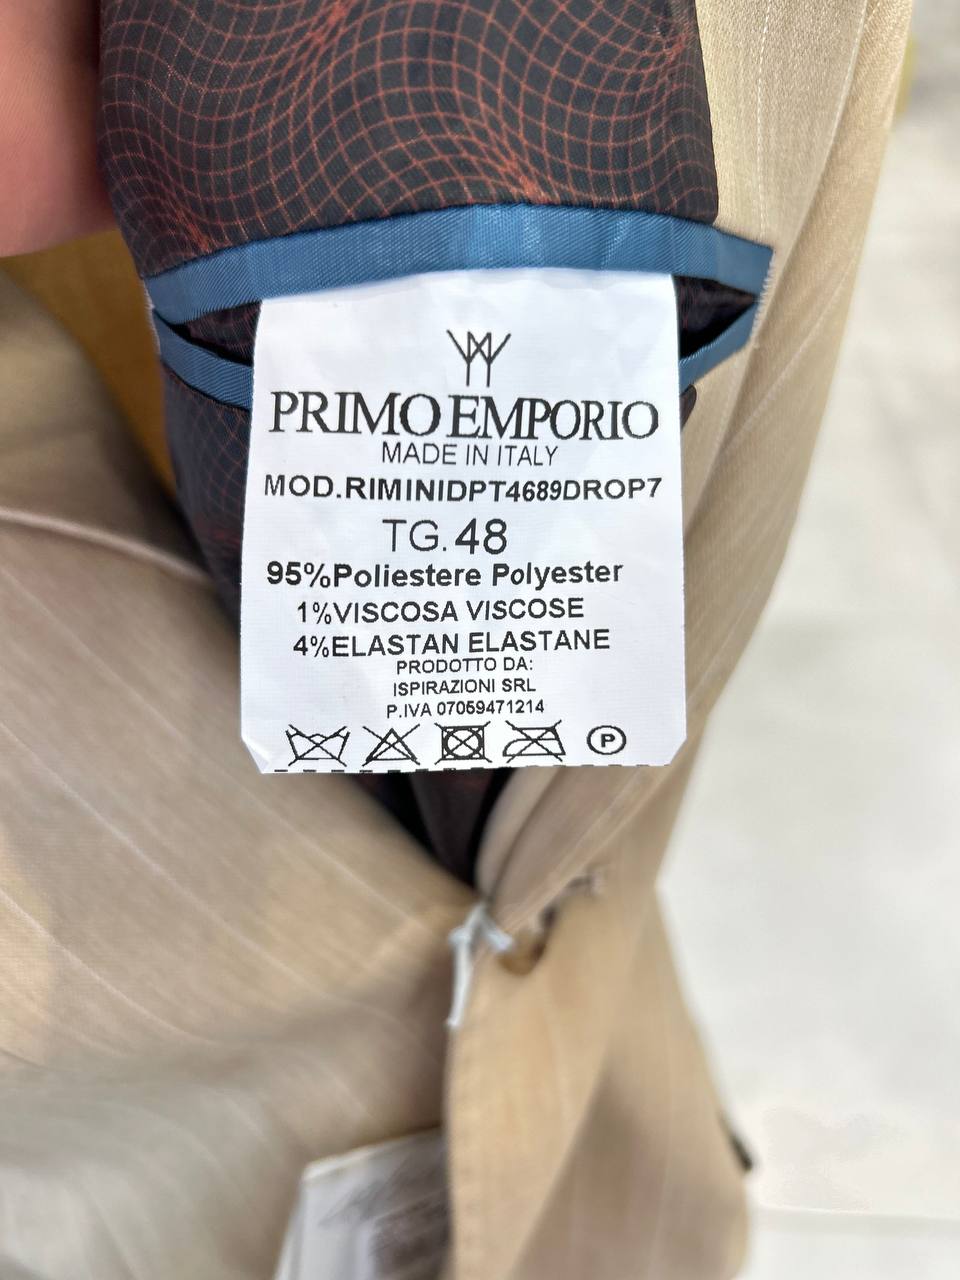 PRIMO EMPORIO
MADE IN ITALY
MOD.RIMINIDPT4689DROP7
TG.48
95%Poliestere Polyester
1%VISCOSA VISCOSE
4%ELASTAN ELASTANE
PRODOTTO DA:
ISPIRAZIONI SRL
P.IVA 07059471214
P